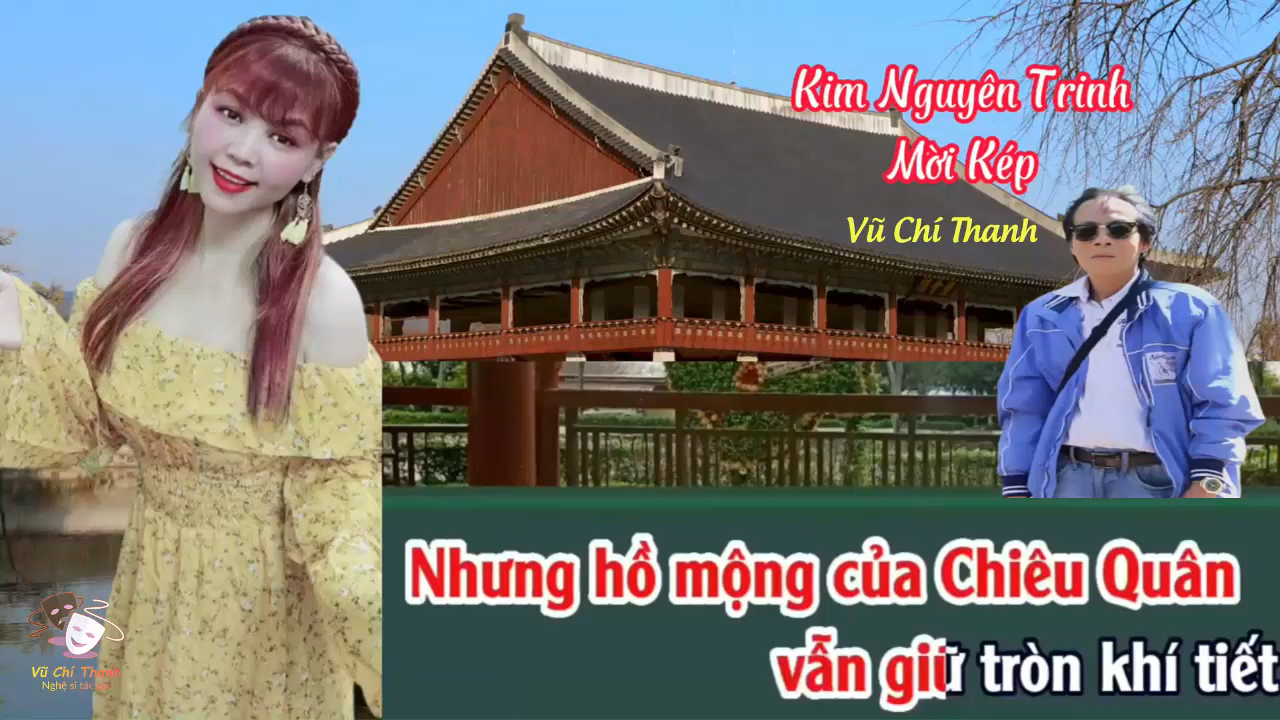 Kim Nguyên Trinh
Mời Kép
Vũ Chí Thanh
Nhưng hồ mộng của Chiêu Quân
vẫn giữ tròn khí tiết
Vũ Chí Thanh